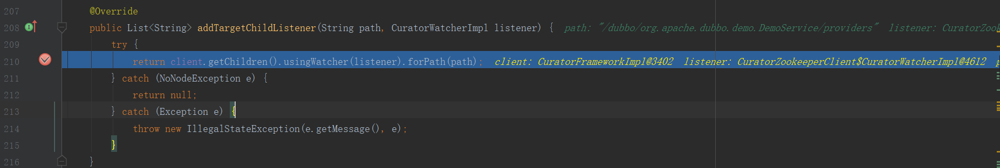 207 @Override
208 public List<String> addTargetChildListener(String path, CuratorWatcherImpl listener) { path: "/dubbo/org.apache.dubbo.demo.DemoService/providers" listener: CuratorZoo
209 try {
210 return client.getChildren().usingWatcher(listener).forPath(path); client: CuratorFrameworkImpl@3402 listener: CuratorZookeeperClient$CuratorWatcherImpl@4612
211 } catch (NoNodeException e) {
212 return null;
213 } catch (Exception e) {
214 throw new IllegalStateException(e.getMessage(), e);
215 }
216 }